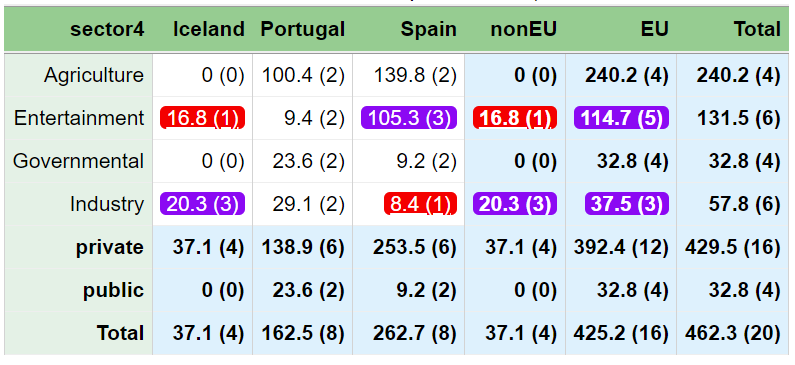 sector4 Iceland Portugal Spain nonEU EU Total
Agriculture 0 (0) 100.4 (2) 139.8 (2) 0 (0) 240.2 (4) 240.2 (4)
Entertainment 16.8 (1) 9.4 (2) 105.3 (3) 16.8 (1) 114.7 (5) 131.5 (6)
Governmental 0 (0) 23.6 (2) 9.2 (2) 0 (0) 32.8 (4) 32.8 (4)
Industry 20.3 (3) 29.1 (2) 8.4 (1) 20.3 (3) 37.5 (3) 57.8 (6)
private 37.1 (4) 138.9 (6) 253.5 (6) 37.1 (4) 392.4 (12) 429.5 (16)
public 0 (0) 23.6 (2) 9.2 (2) 0 (0) 32.8 (4) 32.8 (4)
Total 37.1 (4) 162.5 (8) 262.7 (8) 37.1 (4) 425.2 (16) 462.3 (20)